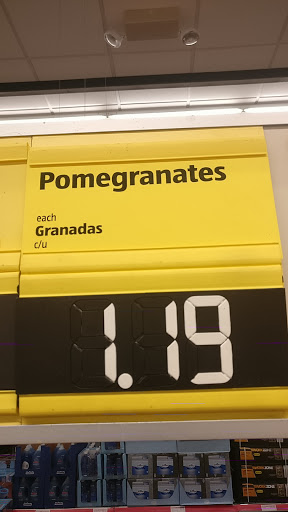 Pomegranates
each
Granadas
c/u
1.19